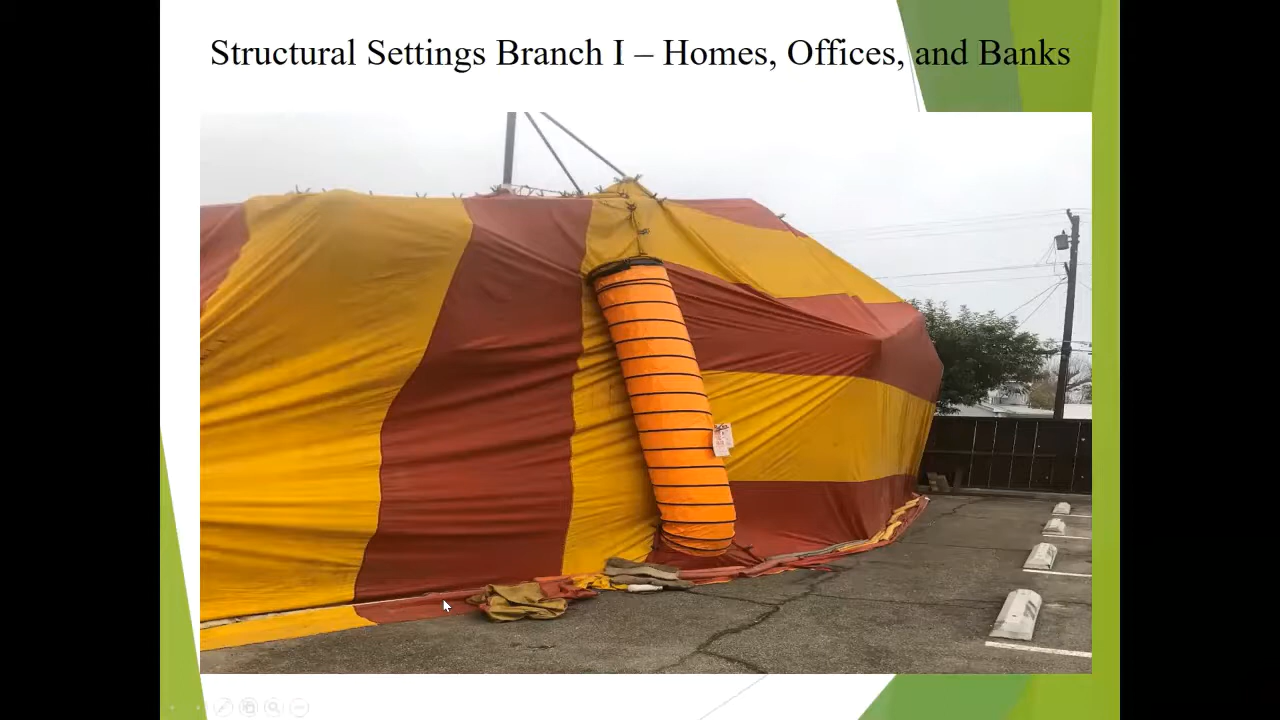 Structural Settings Branch I – Homes, Offices, and Banks